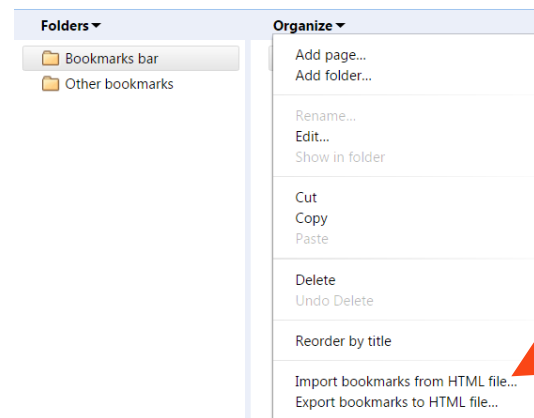 Folders
Organize
Bookmarks bar
Other bookmarks
Add page...
Add folder...
Rename...
Edit...
Show in folder
Cut
Copy
Paste
Delete
Undo Delete
Reorder by title
Import bookmarks from HTML file...
Export bookmarks to HTML file...